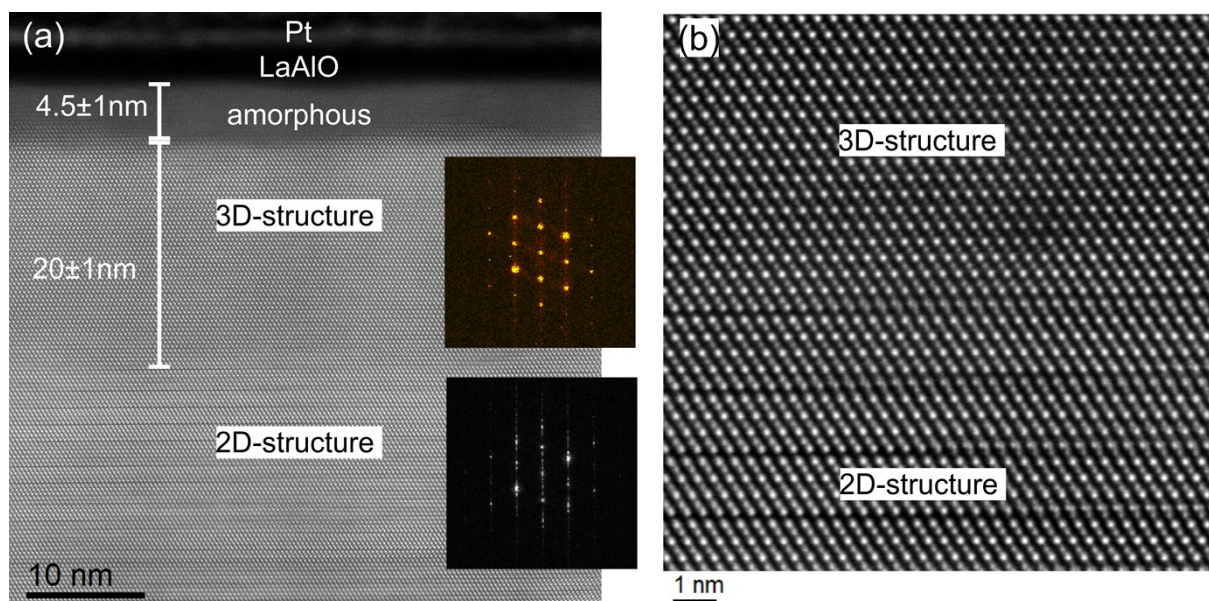 (a)
Pt
LaAlO
4.5±1nm
amorphous
3D-structure
20±1nm
2D-structure
10 nm
(b)
3D-structure
2D-structure
1 nm